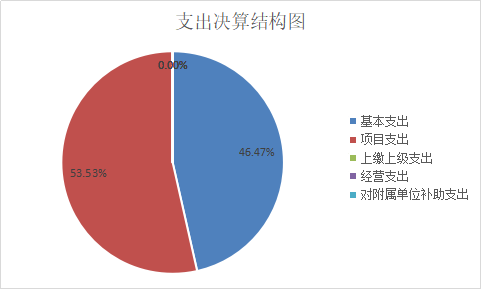 支出决算结构图
0.00%
46.47%
53.53%
基本支出
项目支出
上缴上级支出
经营支出
对附属单位补助支出